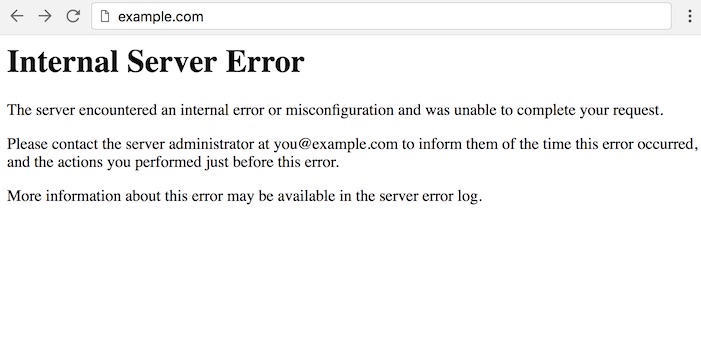 example.com
Internal Server Error
The server encountered an internal error or misconfiguration and was unable to complete your request.
Please contact the server administrator at you@example.com to inform them of the time this error occurred,
and the actions you performed just before this error.
More information about this error may be available in the server error log.